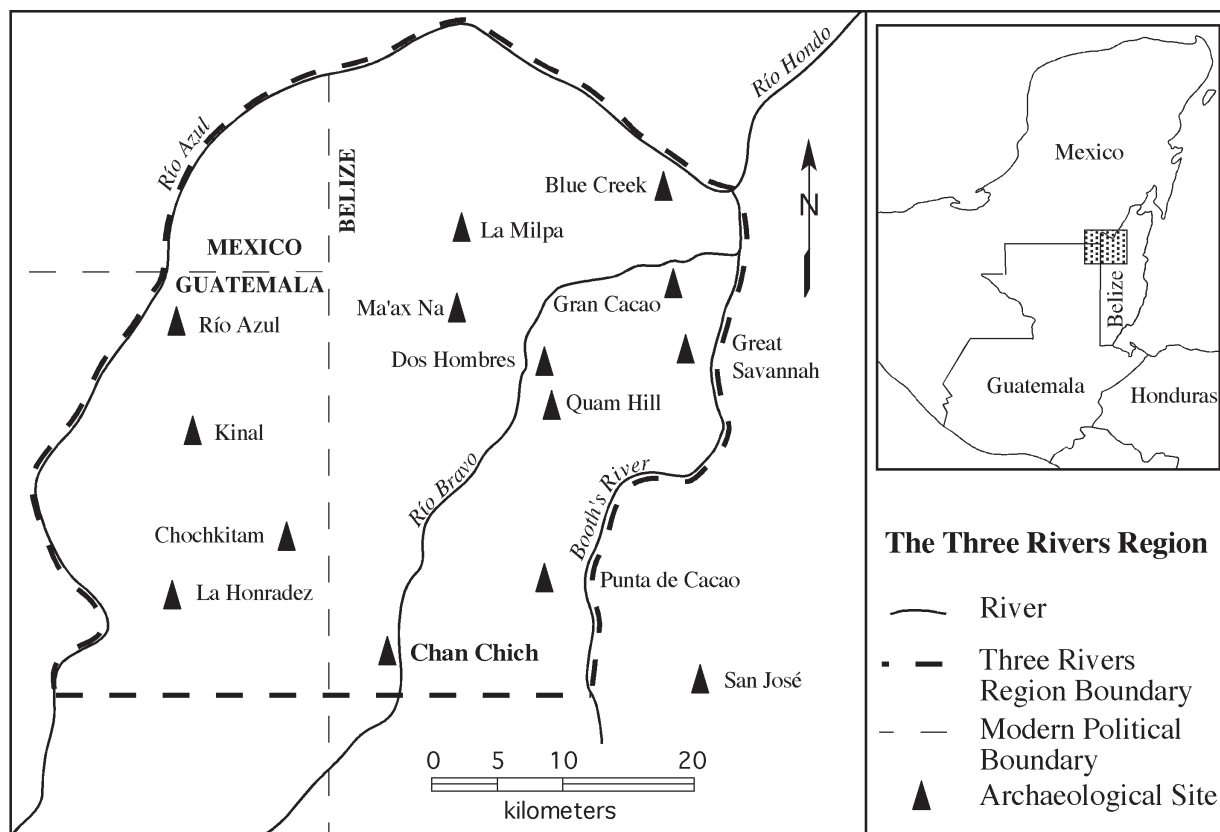 Río Azul
Río Hondo
BELIZE
Blue Creek
N
La Milpa
MEXICO
GUATEMALA
Gran Cacao
Ma'ax Na
Río Azul
Great
Savannah
Dos Hombres
Quam Hill
Kinal
Río Bravo
Booth's River
Chochkitam
Punta de Cacao
La Honradez
Chan Chich
San José
0 5 10 20
kilometers
Mexico
Belize
Guatemala
Honduras
The Three Rivers Region
River
Three Rivers
Region Boundary
Modern Political
Boundary
Archaeological Site